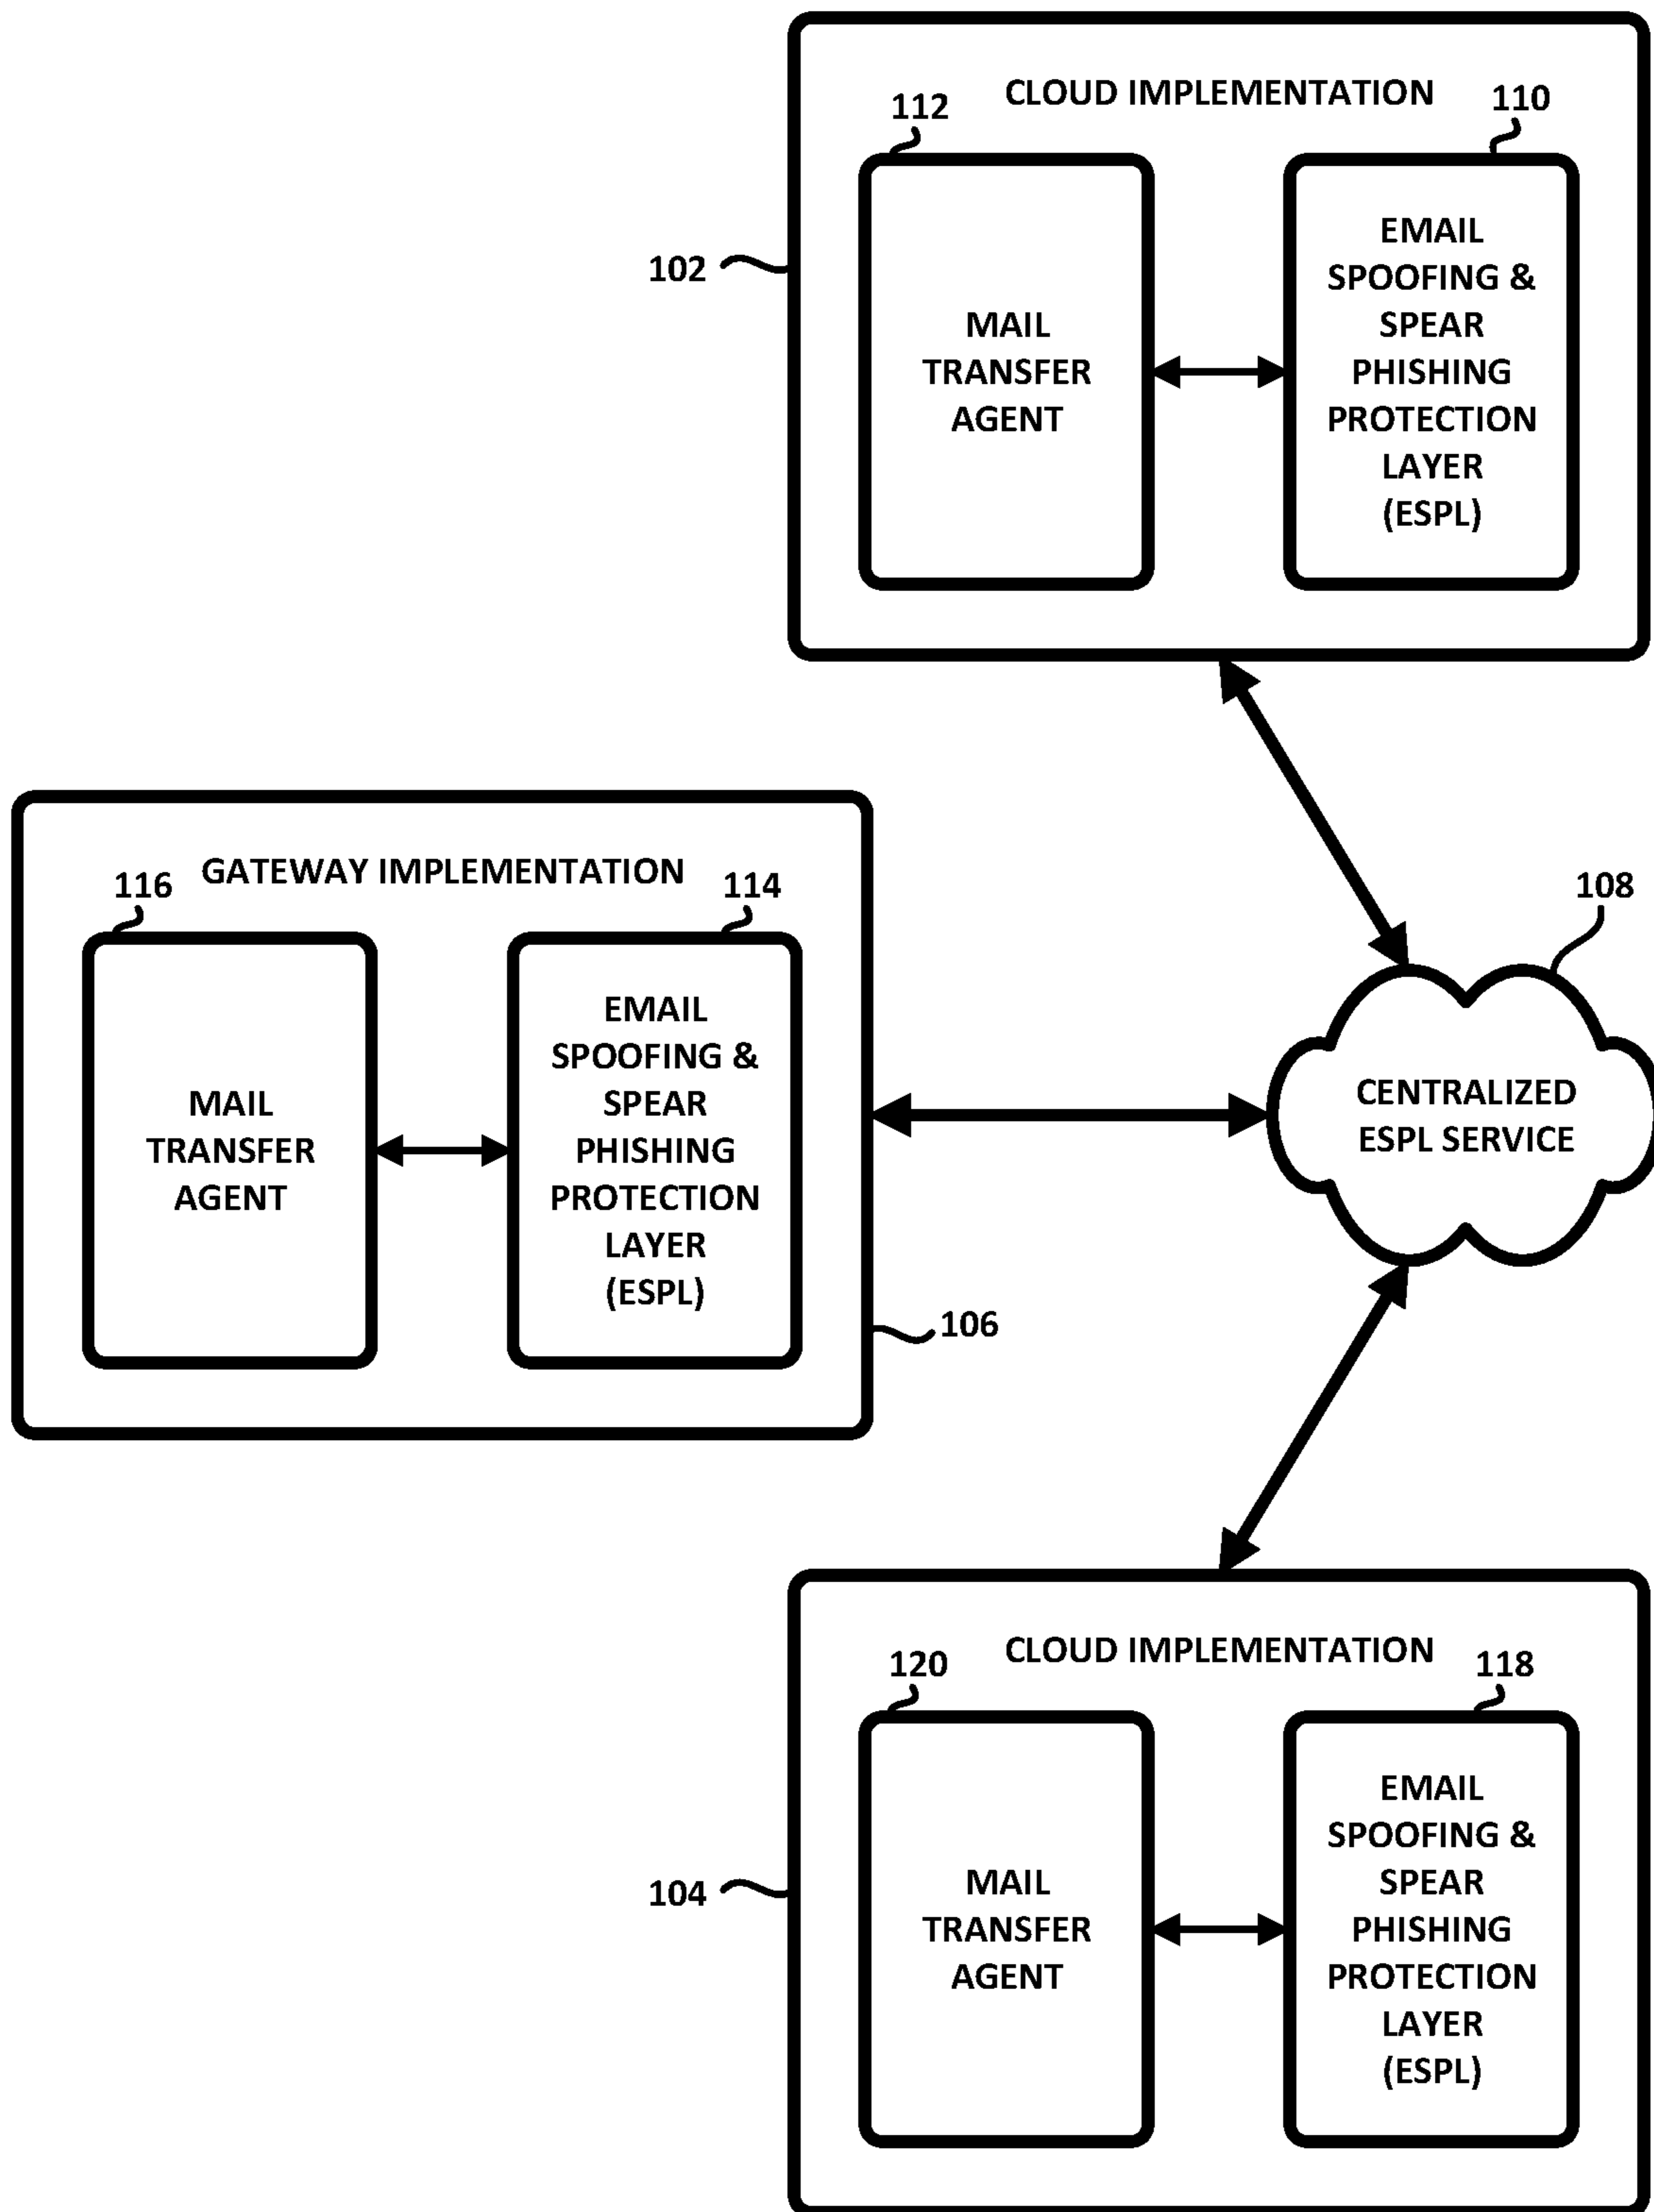 CLOUD IMPLEMENTATION
112
110
102
MAIL
TRANSFER
AGENT
EMAIL
SPOOFING &
SPEAR
PHISHING
PROTECTION
LAYER
(ESPL)
GATEWAY IMPLEMENTATION
116
114
MAIL
TRANSFER
AGENT
EMAIL
SPOOFING &
SPEAR
PHISHING
PROTECTION
LAYER
(ESPL)
106
108
CENTRALIZED
ESPL SERVICE
CLOUD IMPLEMENTATION
120
118
104
MAIL
TRANSFER
AGENT
EMAIL
SPOOFING &
SPEAR
PHISHING
PROTECTION
LAYER
(ESPL)